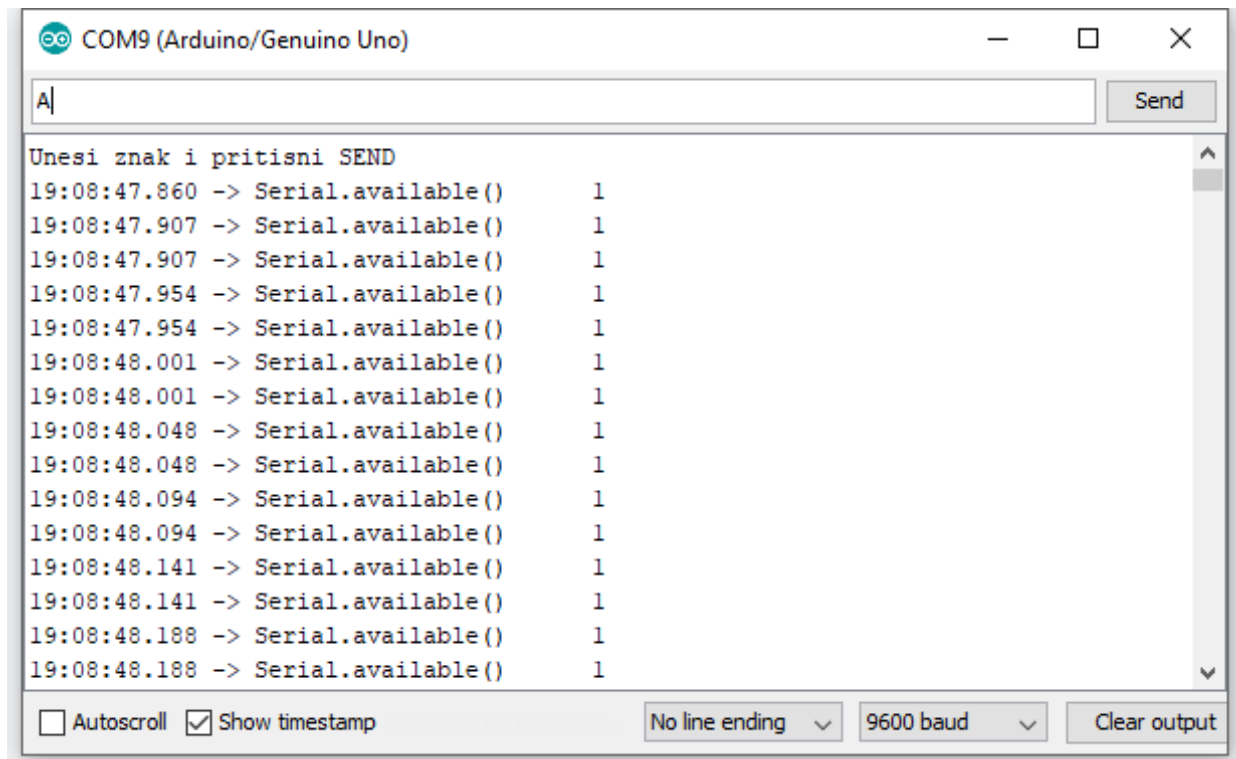 COM9 (Arduino/Genuino Uno)
A
Send
Unesi znak i pritisni SEND
19:08:47.860 -> Serial.available() 1
19:08:47.907 -> Serial.available() 1
19:08:47.907 -> Serial.available() 1
19:08:47.954 -> Serial.available() 1
19:08:47.954 -> Serial.available() 1
19:08:48.001 -> Serial.available() 1
19:08:48.001 -> Serial.available() 1
19:08:48.048 -> Serial.available() 1
19:08:48.048 -> Serial.available() 1
19:08:48.094 -> Serial.available() 1
19:08:48.094 -> Serial.available() 1
19:08:48.141 -> Serial.available() 1
19:08:48.141 -> Serial.available() 1
19:08:48.188 -> Serial.available() 1
19:08:48.188 -> Serial.available() 1
Autoscroll Show timestamp No line ending 9600 baud Clear output